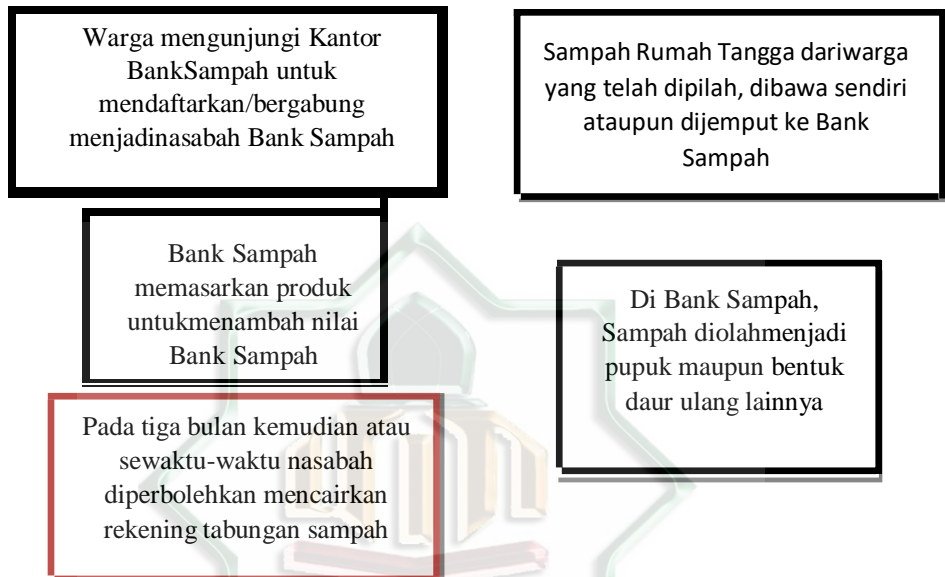 Warga mengunjungi Kantor
BankSampah untuk
mendaftarkan/bergabung
menjadinasabah Bank Sampah
Sampah Rumah Tangga dariwarga
yang telah dipilah, dibawa sendiri
ataupun dijemput ke Bank
Sampah
Bank Sampah
memasarkan produk
untukmenambah nilai
Bank Sampah
Di Bank Sampah,
Sampah diolahmenjadi
pupuk maupun bentuk
daur ulang lainnya
Pada tiga bulan kemudian atau
sewaktu-waktu nasabah
diperbolehkan mencairkan
rekening tabungan sampah